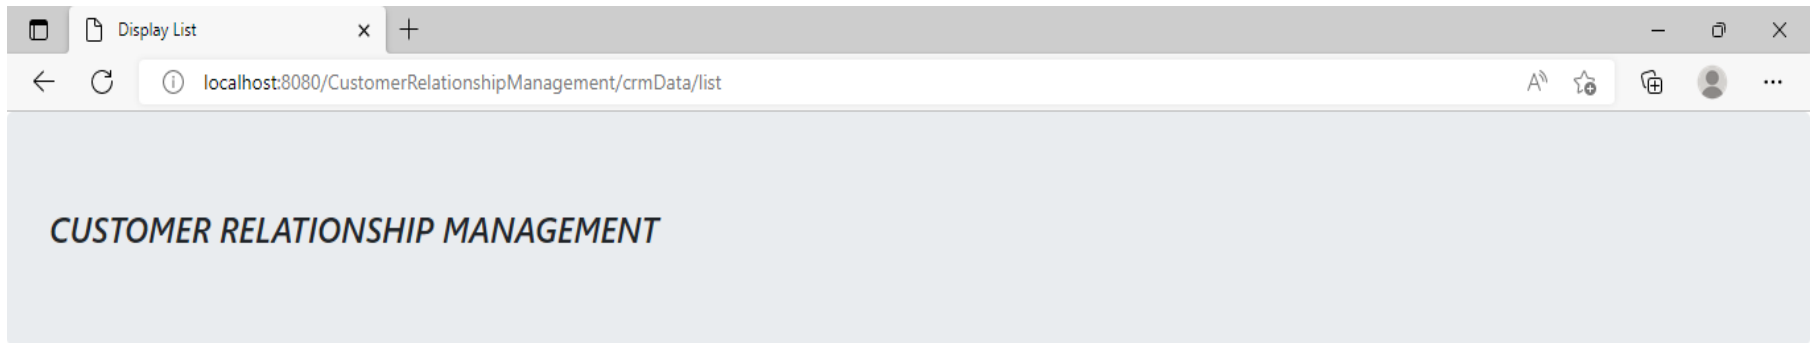 Display List
localhost:8080/CustomerRelationshipManagement/crmData/list
CUSTOMER RELATIONSHIP MANAGEMENT